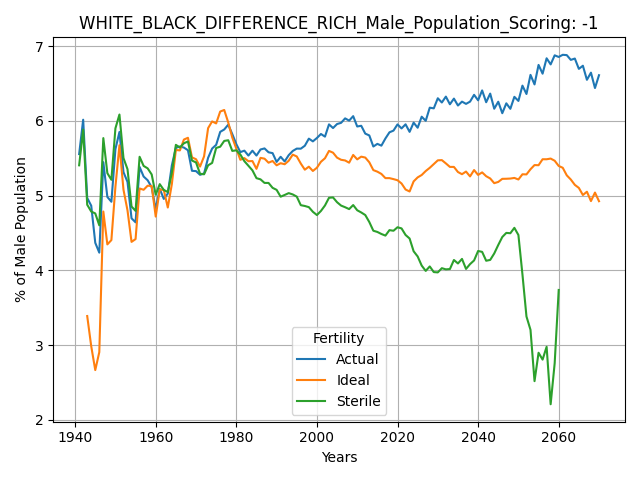 WHITE_BLACK_DIFFERENCE_RICH_Male_Population_Scoring: -1
7
6
5
4
3
2
% of Male Population
Fertility
Actual
Ideal
Sterile
1940 1960 1980 2000 2020 2040 2060
Years